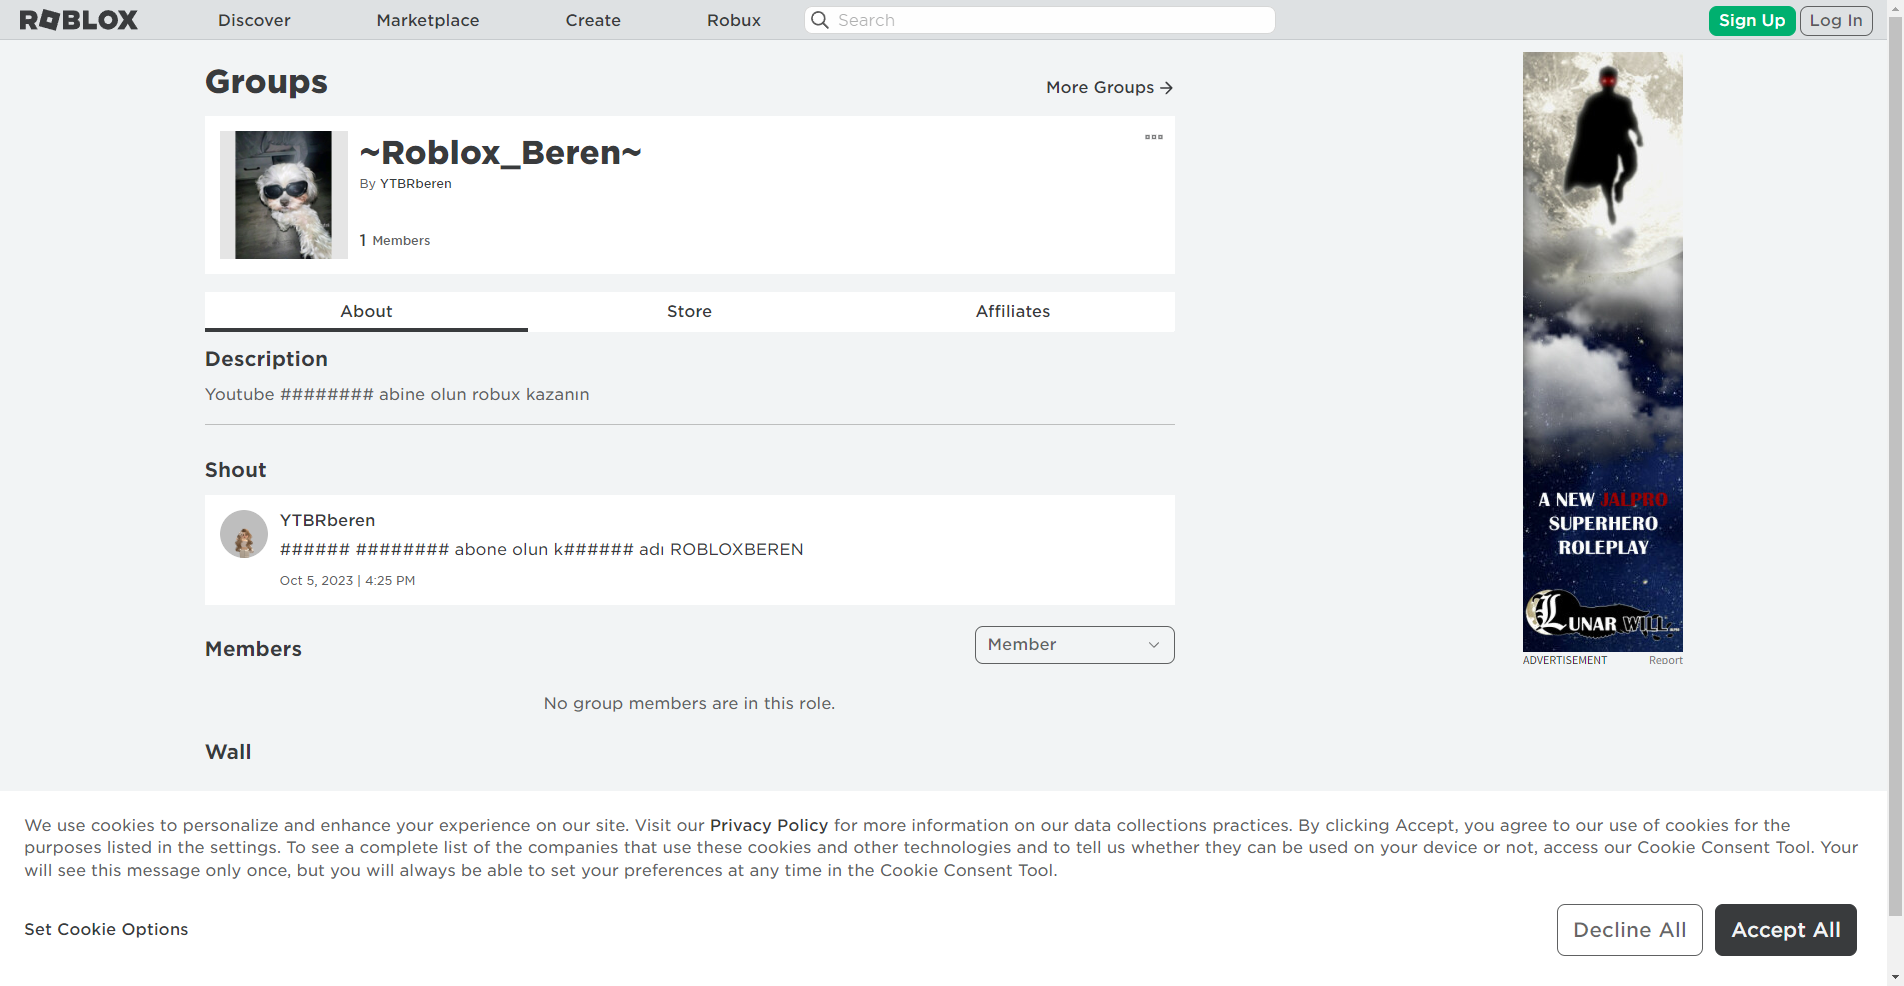 ROBLOX
Discover
Marketplace
Create
Robux
Search
Sign Up
Log In
Groups
More Groups
~Roblox_Beren~
By YTBRberen
1 Members
About
Store
Affiliates
Description
Youtube ######## abine olun robux kazanın
Shout
YTBRberen
###### ######## abone olun k###### adı ROBLOXBEREN
Oct 5, 2023 | 4:25 PM
Members
Member
No group members are in this role.
Wall
A NEW JAILPRO
SUPERHERO
ROLEPLAY
LUNAR WILL
ADVERTISEMENT
Report
We use cookies to personalize and enhance your experience on our site. Visit our Privacy Policy for more information on our data collections practices. By clicking Accept, you agree to our use of cookies for the
purposes listed in the settings. To see a complete list of the companies that use these cookies and other technologies and to tell us whether they can be used on your device or not, access our Cookie Consent Tool. Your
will see this message only once, but you will always be able to set your preferences at any time in the Cookie Consent Tool.
Set Cookie Options
Decline All
Accept All